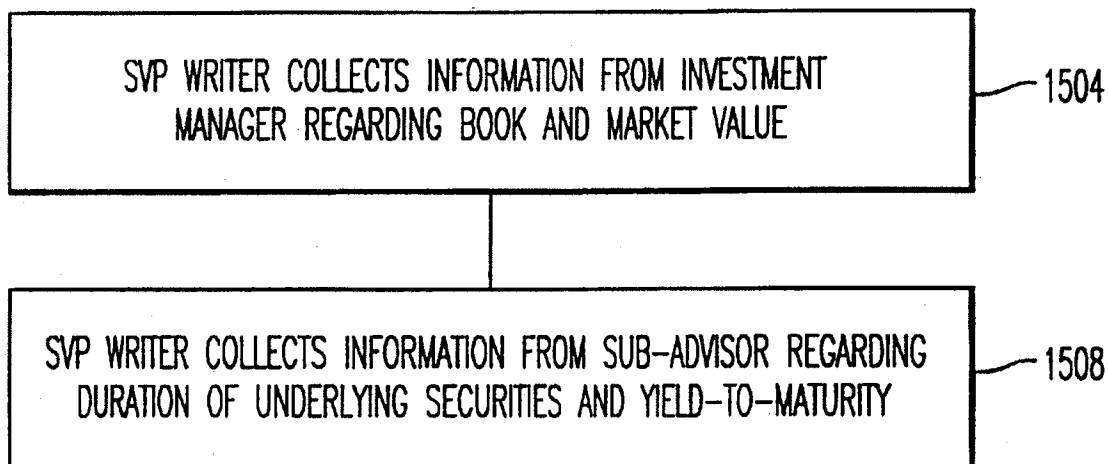 SVP WRITER COLLECTS INFORMATION FROM INVESTMENT
MANAGER REGARDING BOOK AND MARKET VALUE
1504
SVP WRITER COLLECTS INFORMATION FROM SUB-ADVISOR REGARDING
DURATION OF UNDERLYING SECURITIES AND YIELD-TO-MATURITY
1508